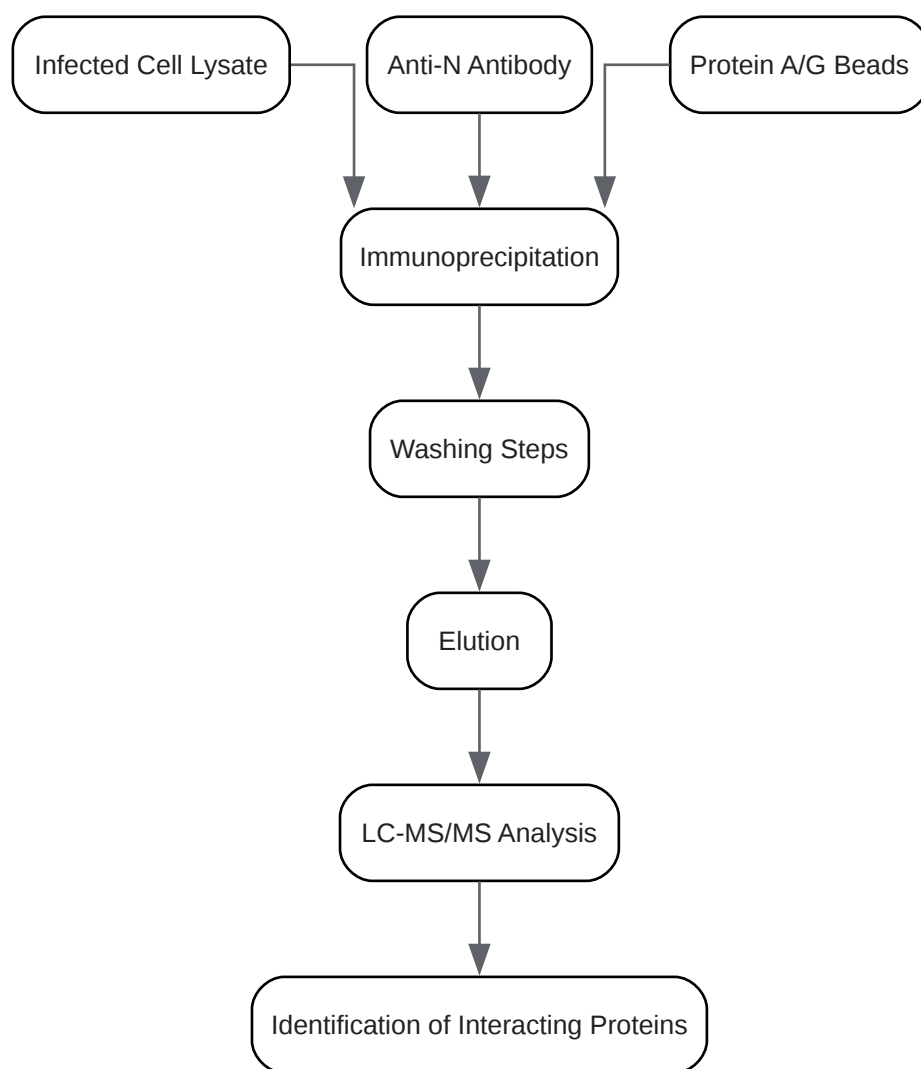 Infected Cell Lysate
Anti-N Antibody
Protein A/G Beads
Immunoprecipitation
Washing Steps
Elution
LC-MS/MS Analysis
Identification of Interacting Proteins